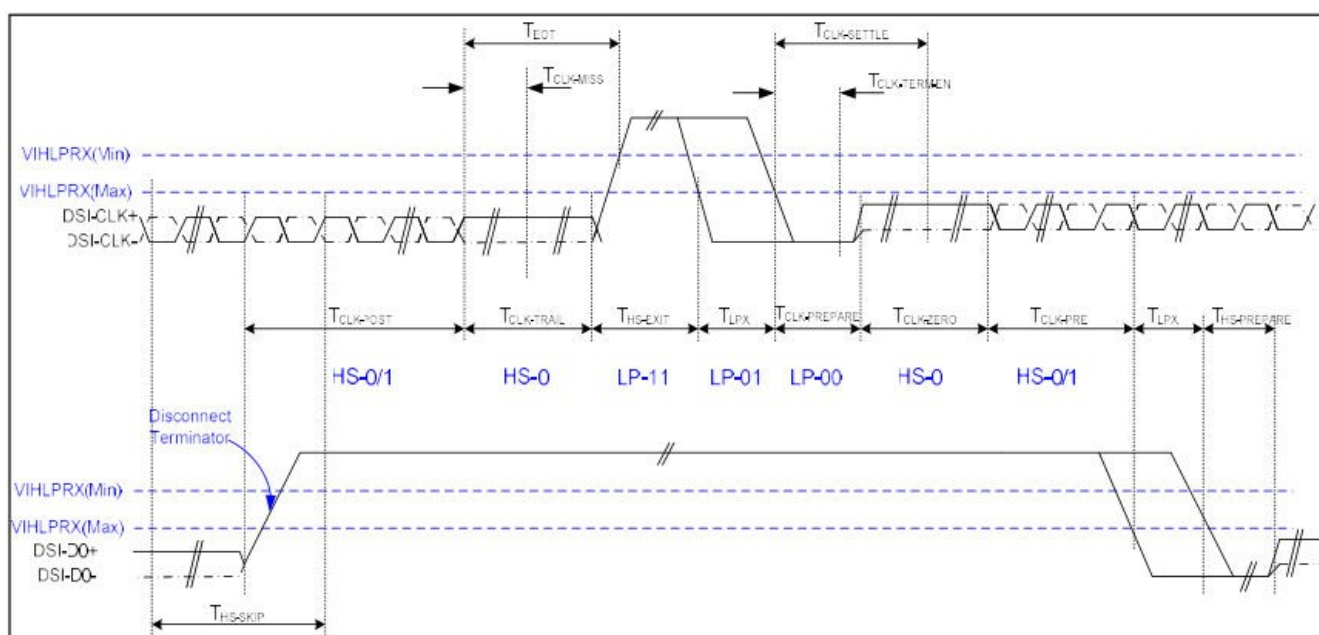 TEOT
TCLK-SETTLE
TCLK-MISS
TCLK-TERM-EN
VIHLPRX(Min)
VIHLPRX(Max)
DSI-CLK+
DSI-CLK-
TCLK-POST
TCLK-TRAIL
THS-EXIT
TLPX
TCLK-PREPARE
TCLK-ZERO
TCLK-PRE
TLPX
THS-PREPARE
HS-0/1
HS-0
LP-11
LP-01
LP-00
HS-0
HS-0/1
Disconnect
Terminator
VIHLPRX(Min)
VIHLPRX(Max)
DSI-D0+
DSI-D0-
THS-SKIP